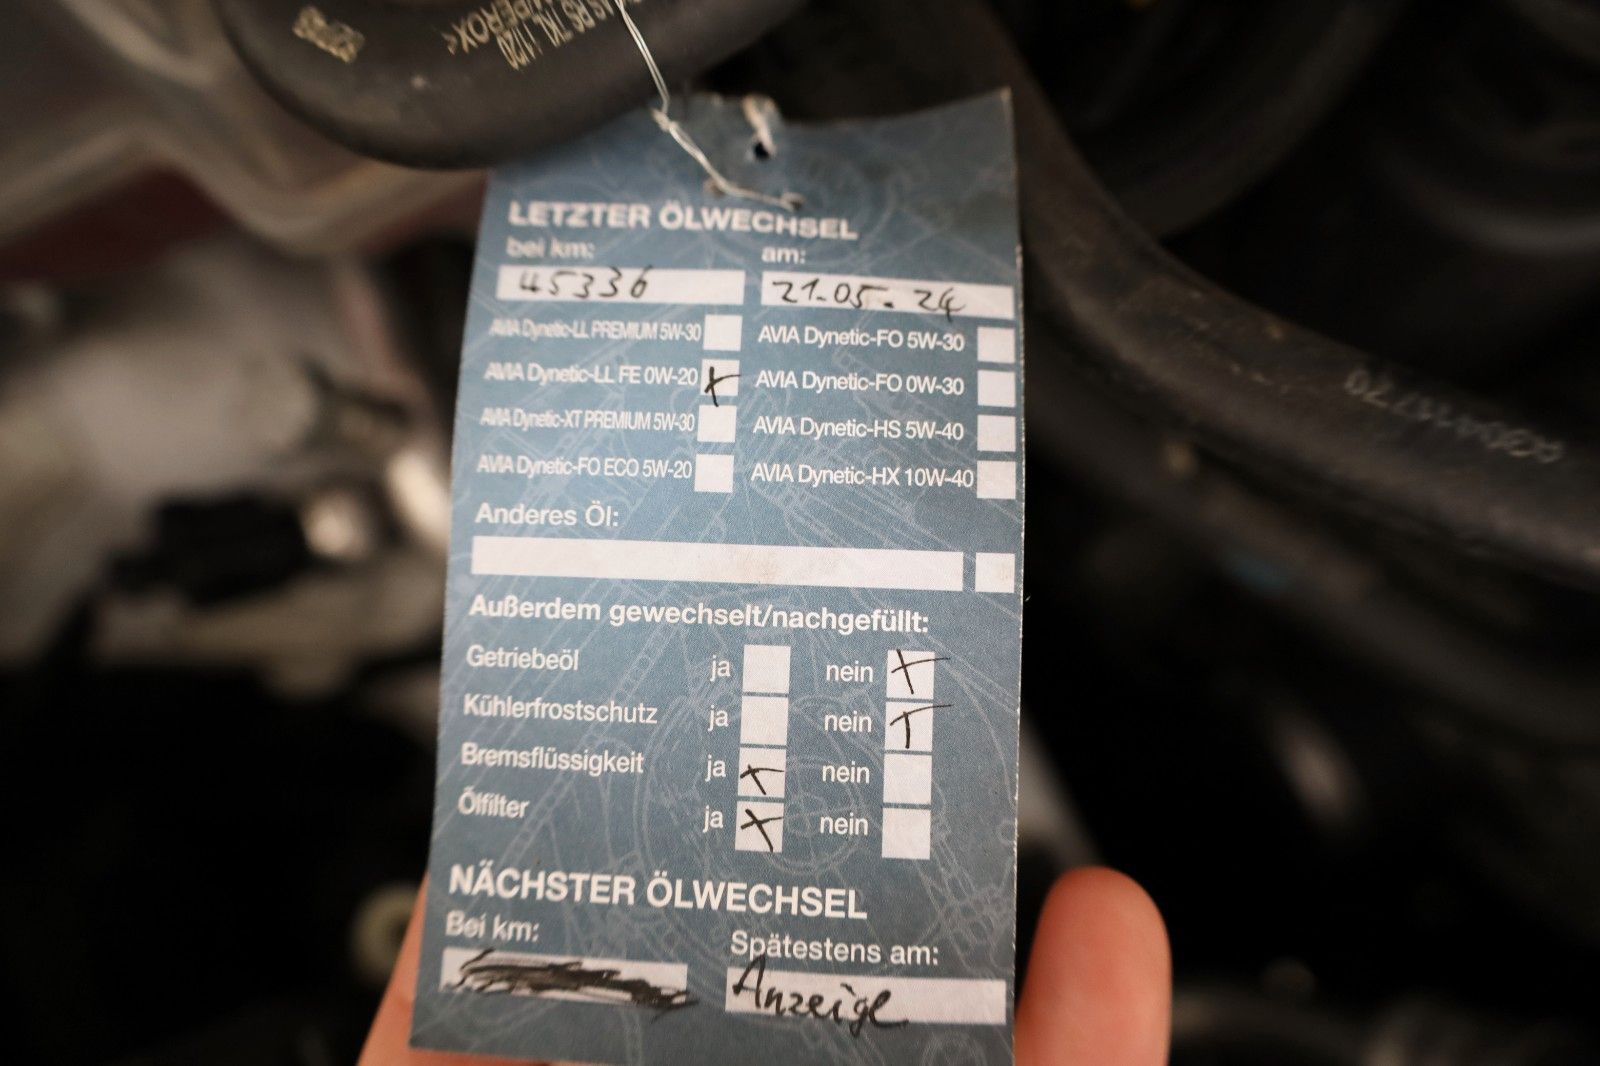 LETZTER ÖLWECHSEL
bei km: am:
45336 21.05.24
AVIA Dynetic-LL PREMIUM 5W-30 AVIA Dynetic-FO 5W-30
AVIA Dynetic-LL FE 0W-20 AVIA Dynetic-FO 0W-30
AVIA Dynetic-XT PREMIUM 5W-30 AVIA Dynetic-HS 5W-40
AVIA Dynetic-FO ECO 5W-20 AVIA Dynetic-HX 10W-40
Anderes Öl:
Außerdem gewechselt/nachgefüllt:
Getriebeöl ja nein
Kühlerfrostschutz ja nein
Bremsflüssigkeit ja nein
Ölfilter ja nein
NÄCHSTER ÖLWECHSEL
Bei km: Spätestens am:
Anzeige